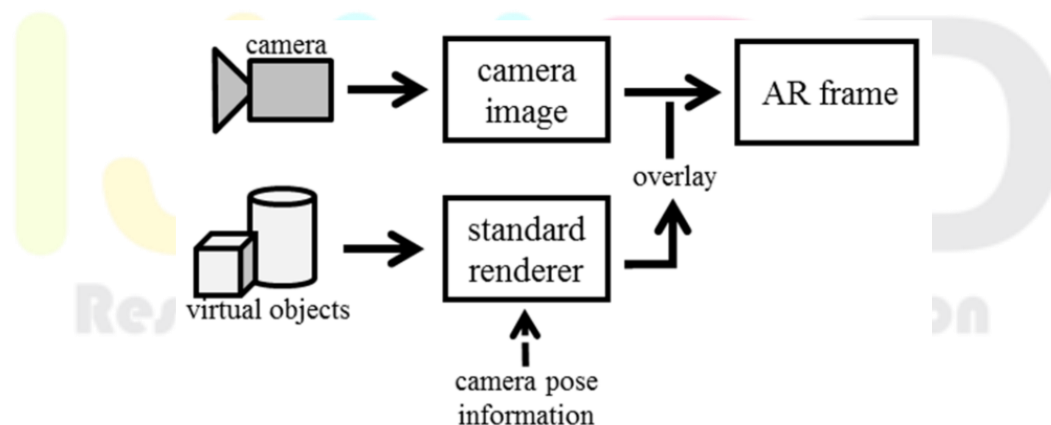 camera
camera
image
AR frame
overlay
standard
renderer
virtual objects
camera pose
information